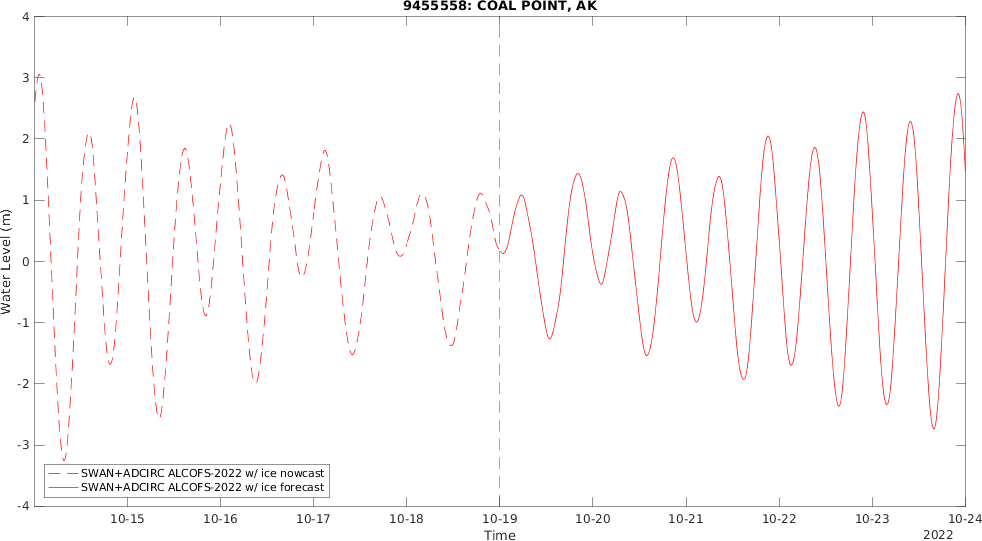 9455558: COAL POINT, AK
4
3
2
1
0
-1
-2
-3
-4
Water Level (m)
SWAN+ADCIRC ALCOFS-2022 w/ ice nowcast
SWAN+ADCIRC ALCOFS-2022 w/ ice forecast
10-15 10-16 10-17 10-18 10-19 10-20 10-21 10-22 10-23 10-24
Time
2022